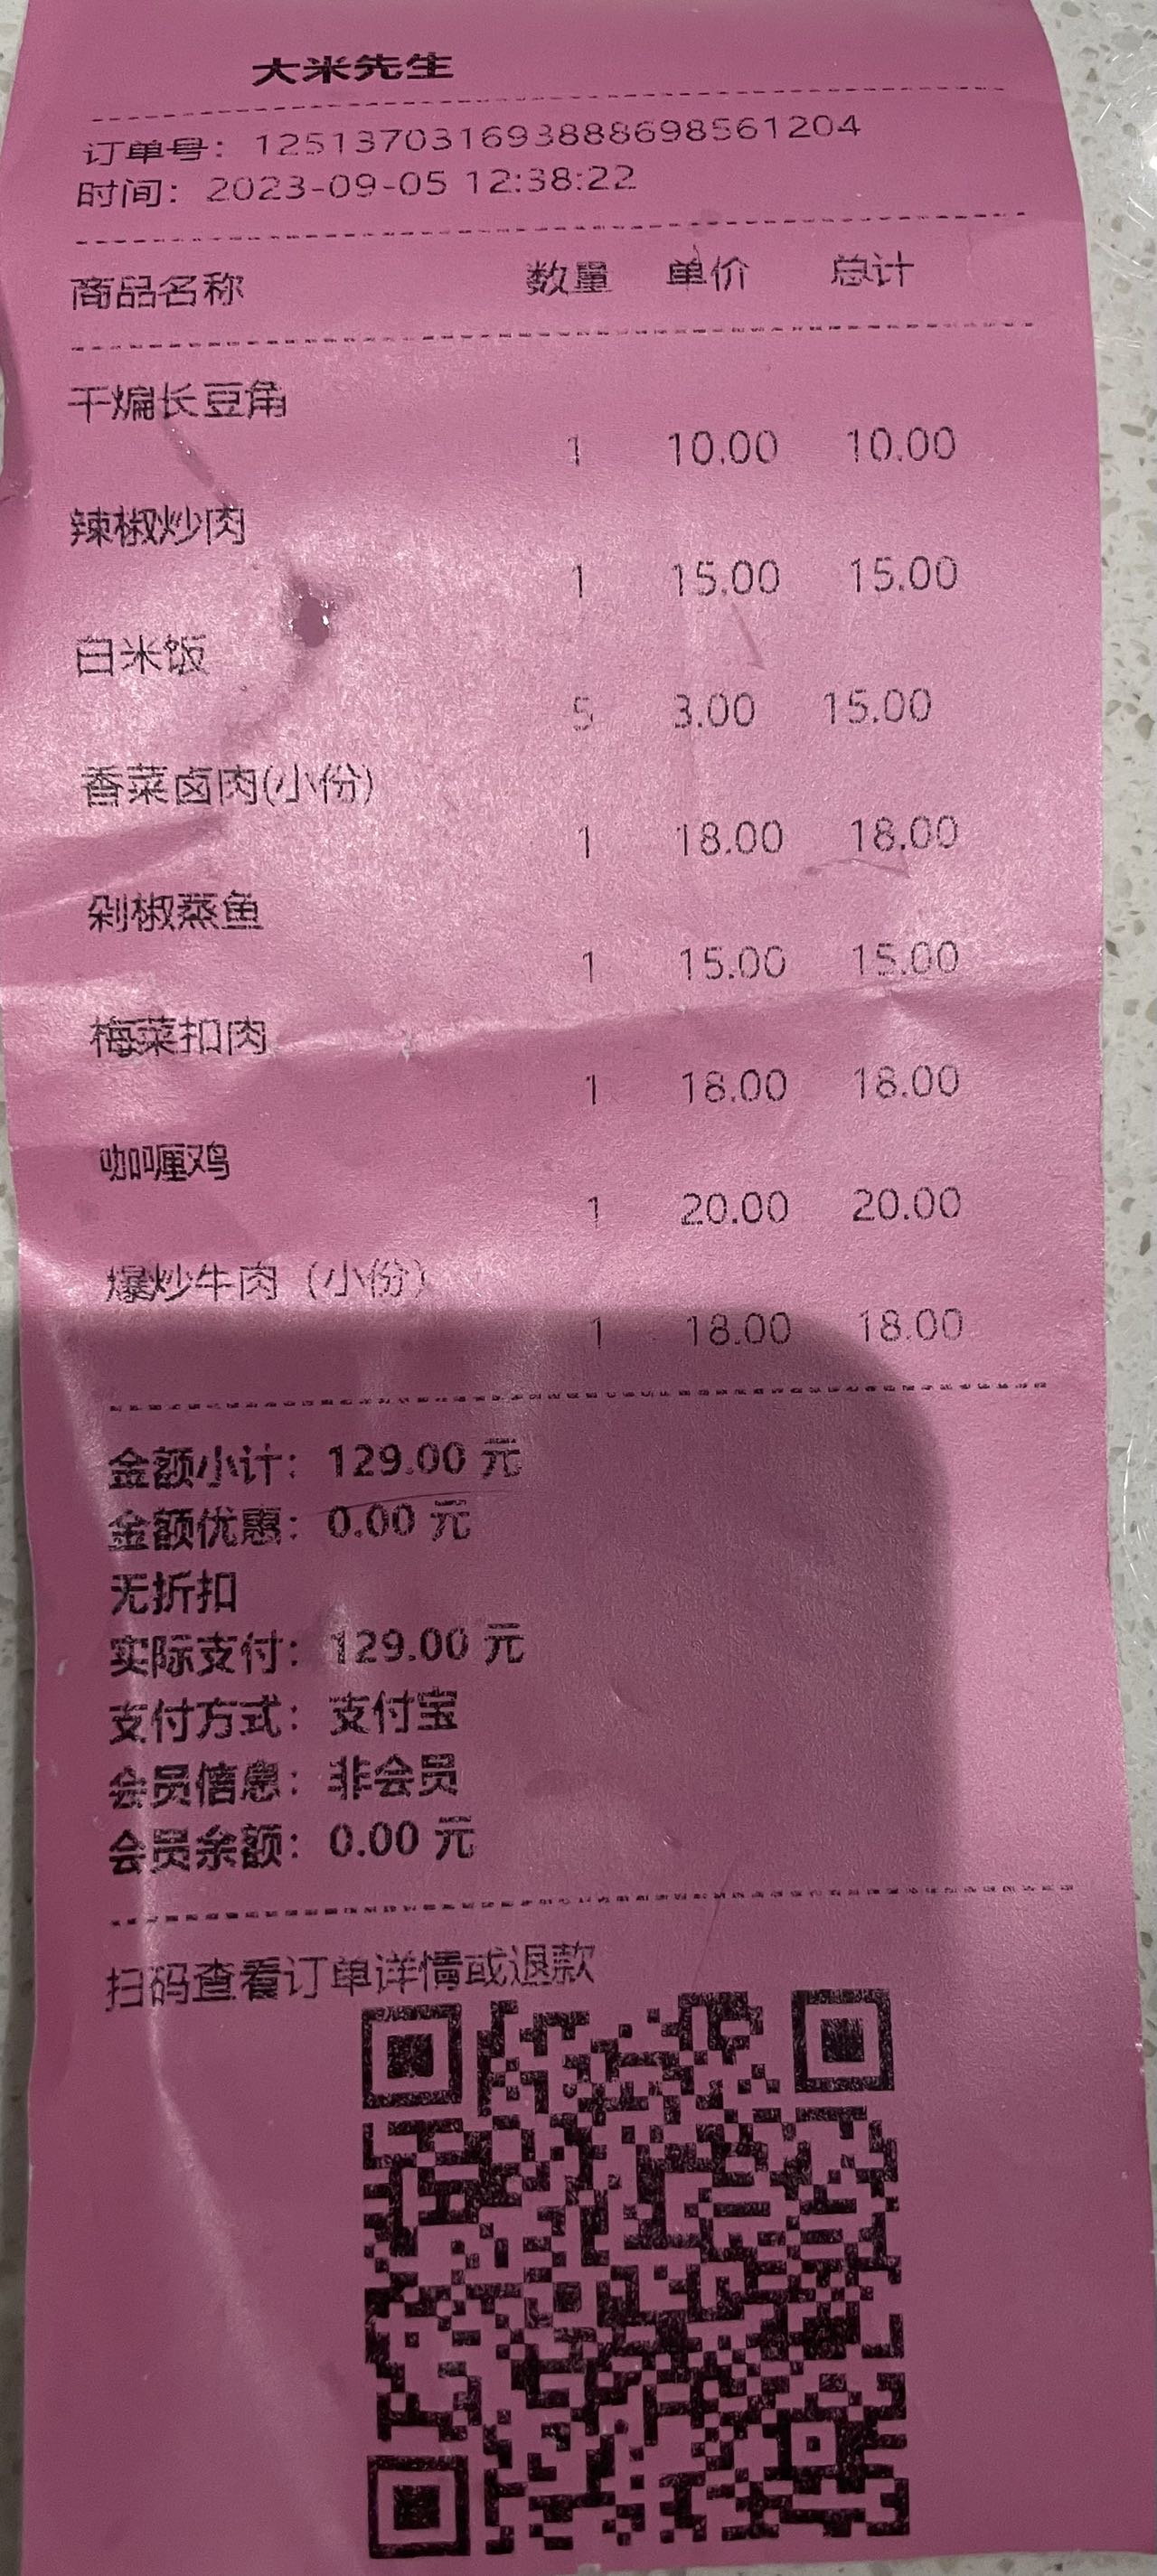 大米先生
订单号：125137031693888698561204
时间：2023-09-05 12:38:22
商品名称 数量 单价 总计
干煸长豆角
1 10.00 10.00
辣椒炒肉
1 15.00 15.00
白米饭
5 3.00 15.00
香菜卤肉(小份)
1 18.00 18.00
剁椒蒸鱼
1 15.00 15.00
梅菜扣肉
1 18.00 18.00
咖喱鸡
1 20.00 20.00
爆炒牛肉（小份）
1 18.00 18.00
金额小计：129.00 元
金额优惠：0.00 元
无折扣
实际支付：129.00 元
支付方式：支付宝
会员信息：非会员
会员余额：0.00 元
扫码查看订单详情或退款